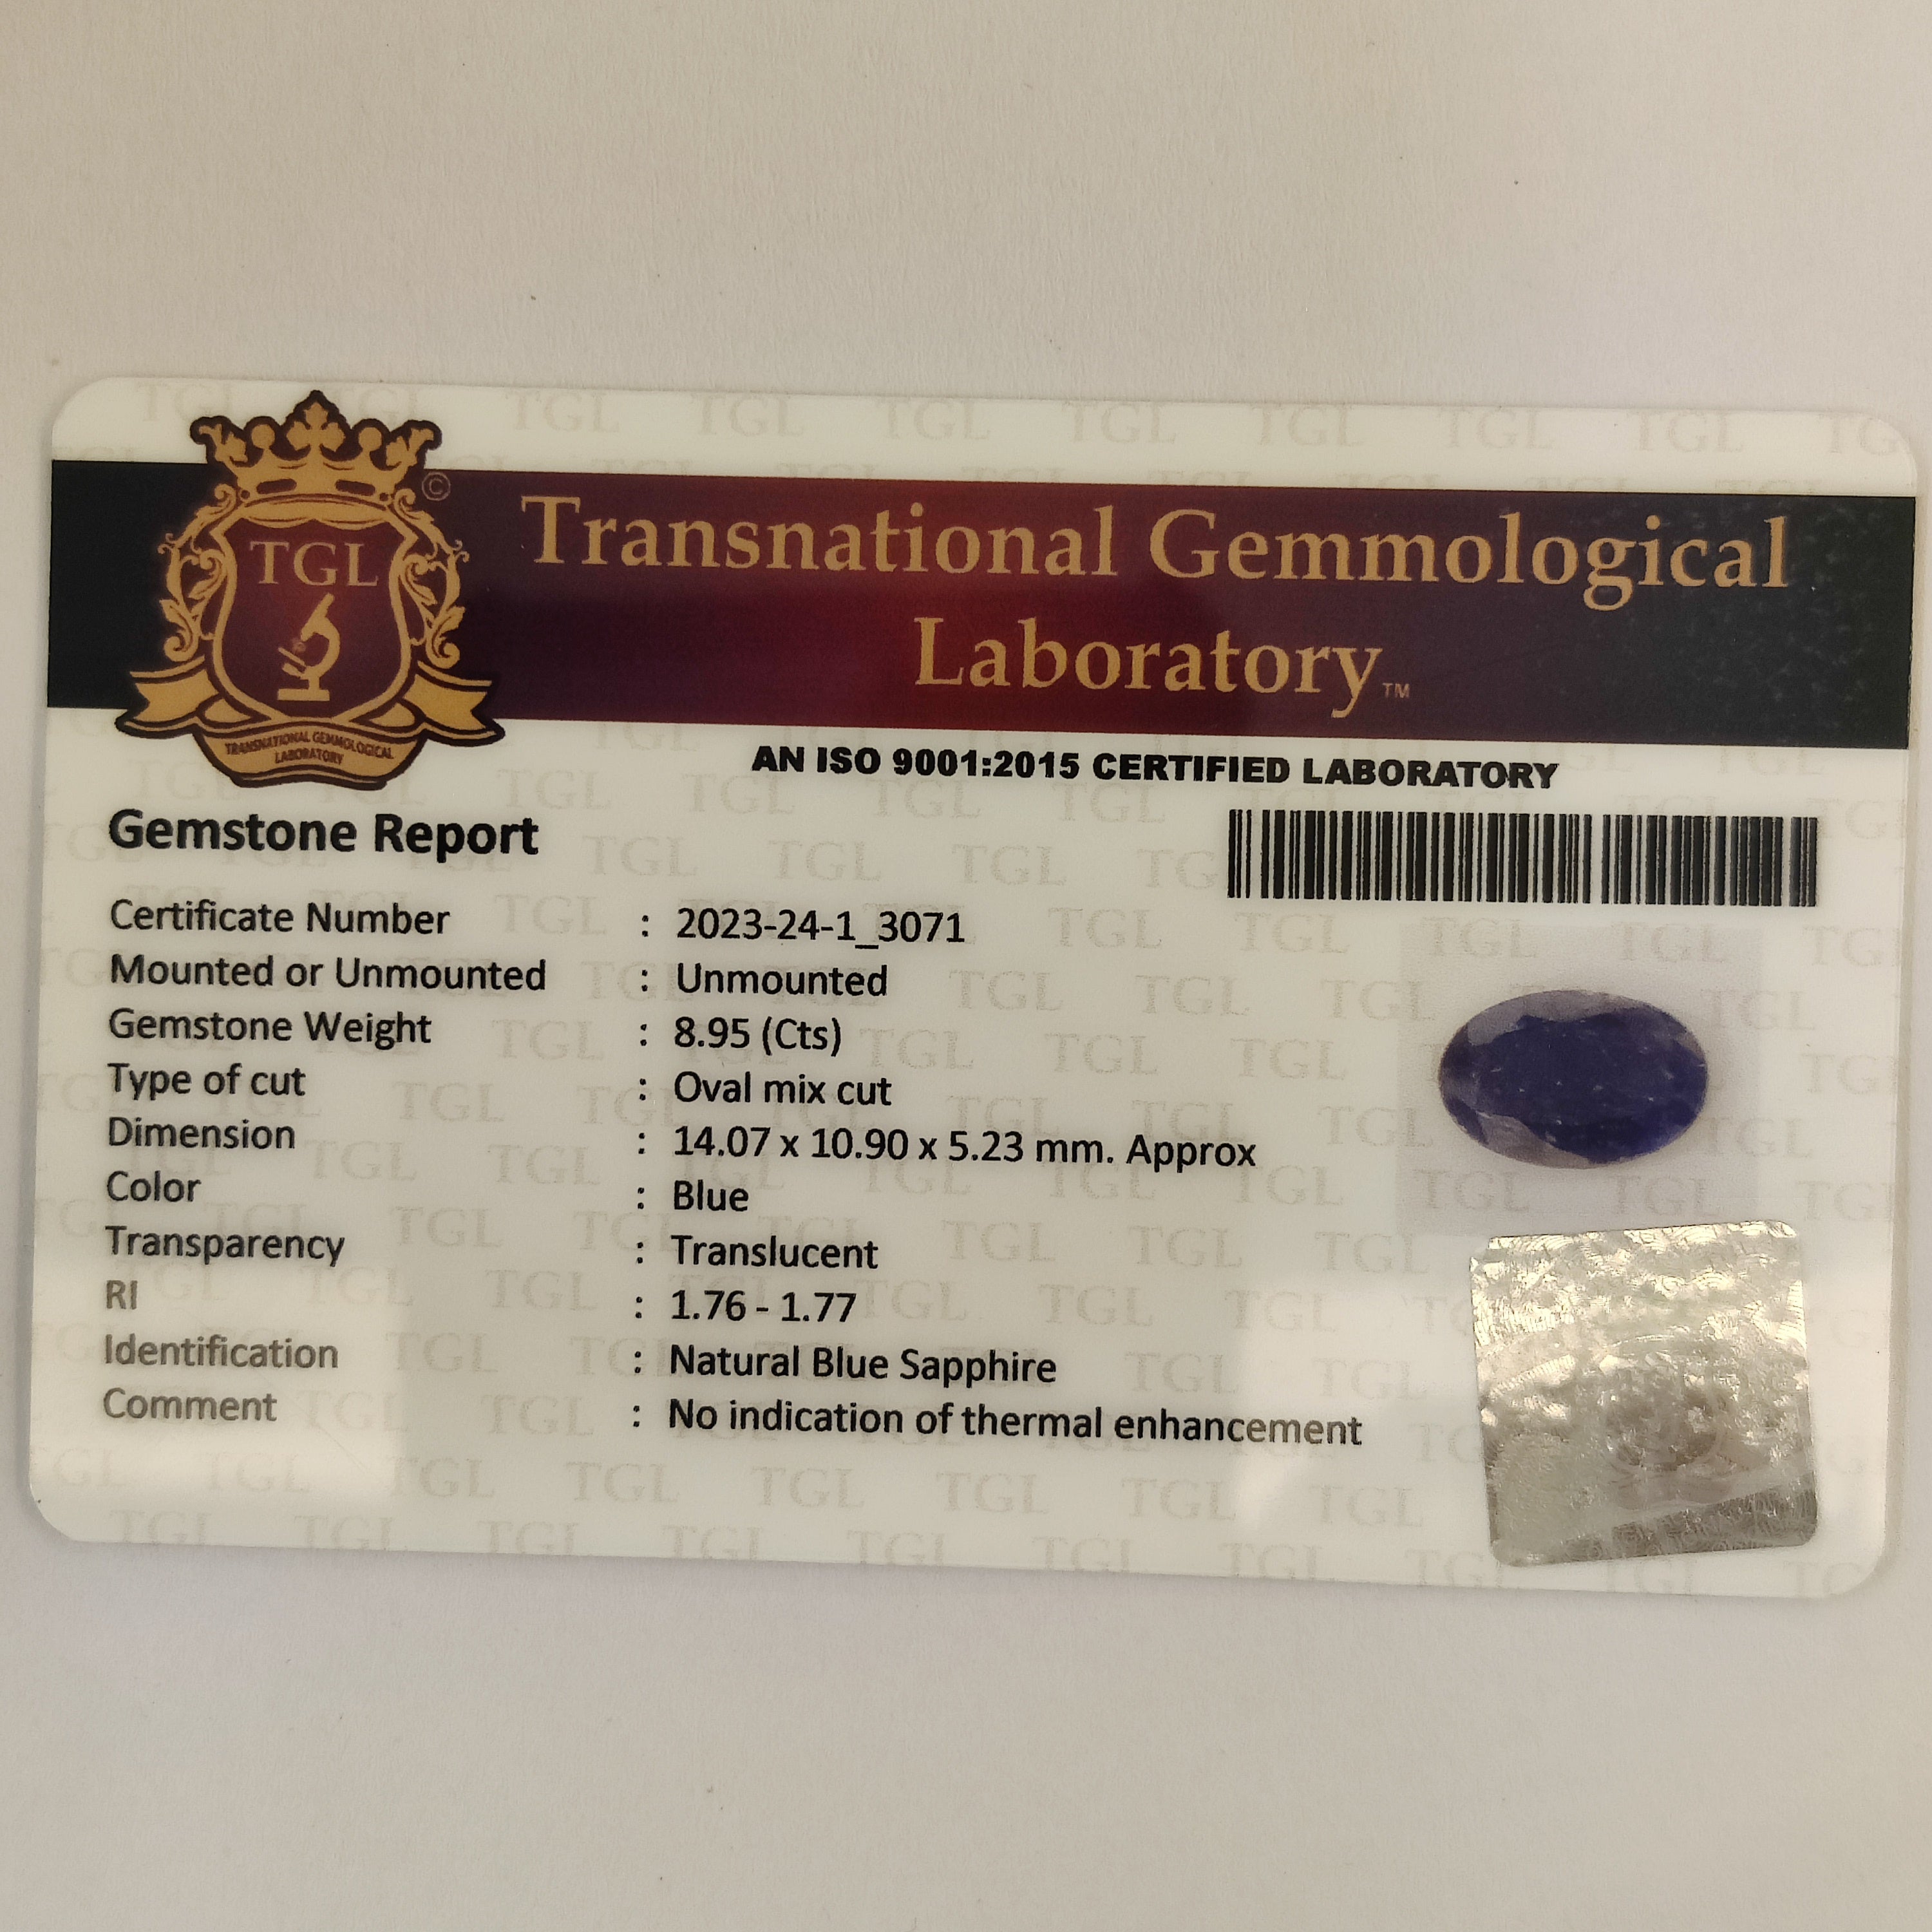 TGL
©
Transnational Gemmological
Laboratory™
TRANSNATIONAL GEMMOLOGICAL
LABORATORY
AN ISO 9001:2015 CERTIFIED LABORATORY
Gemstone Report
Certificate Number : 2023-24-1_3071
Mounted or Unmounted : Unmounted
Gemstone Weight : 8.95 (Cts)
Type of cut : Oval mix cut
Dimension : 14.07 x 10.90 x 5.23 mm. Approx
Color : Blue
Transparency : Translucent
RI : 1.76 - 1.77
Identification : Natural Blue Sapphire
Comment : No indication of thermal enhancement